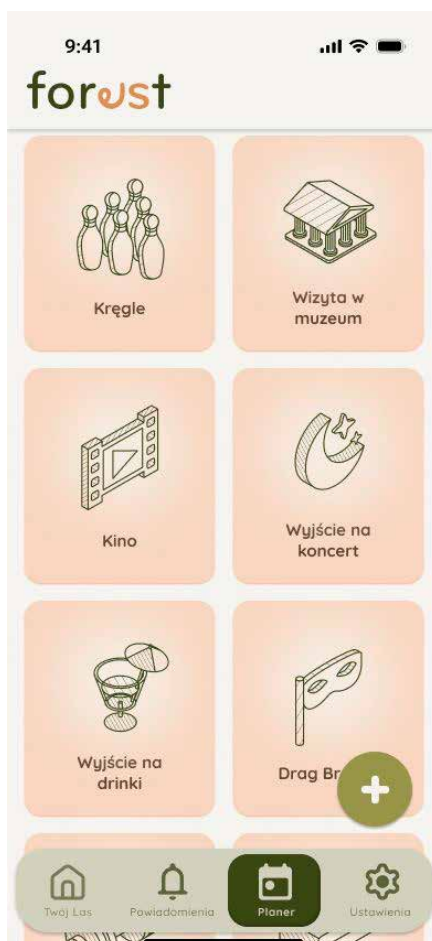 9:41
forest
Kręgle
Wizyta w
muzeum
Kino
Wyjście na
koncert
Wyjście na
drinki
Drag
Twój Las
Powiadomienia
Planer
Ustawienia